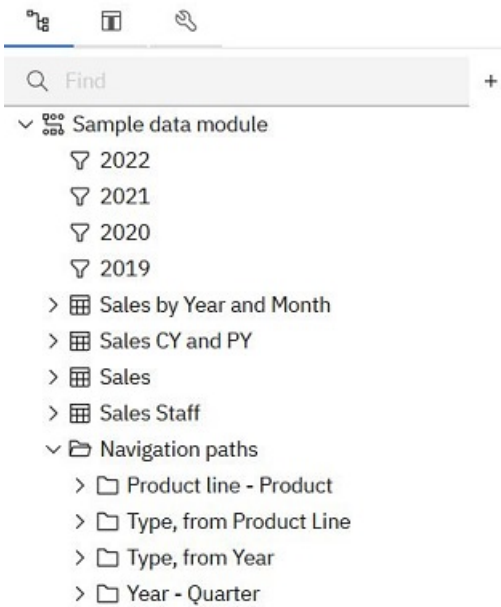 Find
+
Sample data module
2022
2021
2020
2019
Sales by Year and Month
Sales CY and PY
Sales
Sales Staff
Navigation paths
Product line - Product
Type, from Product Line
Type, from Year
Year - Quarter